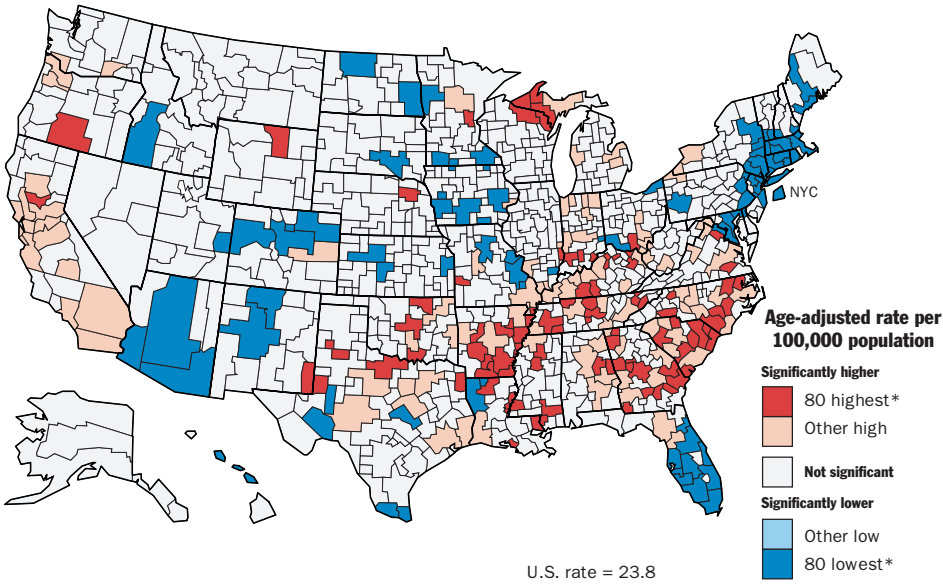 NYC
Age-adjusted rate per
100,000 population
Significantly higher
80 highest*
Other high
Not significant
Significantly lower
Other low
80 lowest*
U.S. rate = 23.8